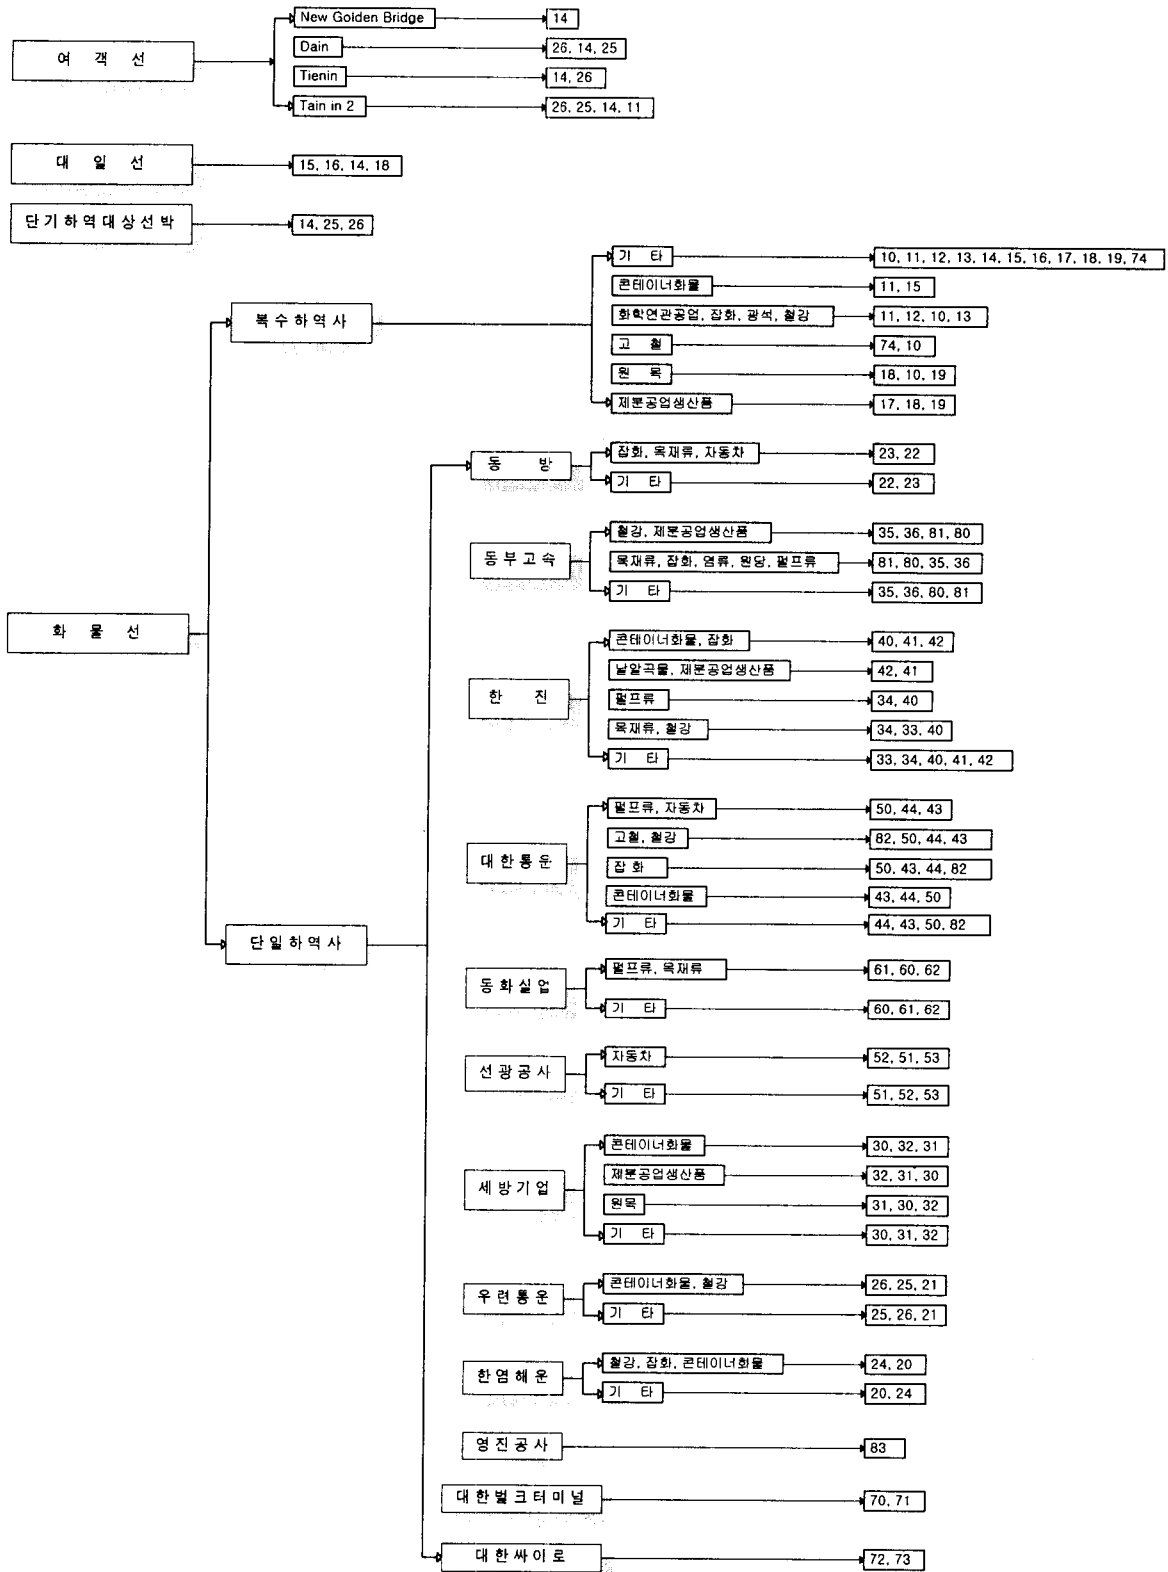 New Golden Bridge 14
여 객 선
Dain 26, 14, 25
Tienin 14, 26
Tain in 2 26, 25, 14, 11
대 일 선 15, 16, 14, 18
단기하역대상선박 14, 25, 26
기 타 10, 11, 12, 13, 14, 15, 16, 17, 18, 19, 74
콘테이너화물 11, 15
복수하역사
화학연관공업, 잡화, 광석, 철강 11, 12, 10, 13
고 철 74, 10
원 목 18, 10, 19
제분공업생산품 17, 18, 19
동 방
잡화, 목재류, 자동차 23, 22
기 타 22, 23
동부고속
철강, 제분공업생산품 35, 36, 81, 80
목재류, 잡화, 염류, 원당, 펄프류 81, 80, 35, 36
기 타 35, 36, 80, 81
화 물 선
한 진
콘테이너화물, 잡화 40, 41, 42
낱알곡물, 제분공업생산품 42, 41
펄프류 34, 40
목재류, 철강 34, 33, 40
기 타 33, 34, 40, 41, 42
대한통운
펄프류, 자동차 50, 44, 43
고철, 철강 82, 50, 44, 43
잡 화 50, 43, 44, 82
콘테이너화물 43, 44, 50
기 타 44, 43, 50, 82
단일하역사
동화실업
펄프류, 목재류 61, 60, 62
기 타 60, 61, 62
선광공사
자동차 52, 51, 53
기 타 51, 52, 53
세방기업
콘테이너화물 30, 32, 31
제분공업생산품 32, 31, 30
원목 31, 30, 32
기 타 30, 31, 32
우련통운
콘테이너화물, 철강 26, 25, 21
기 타 25, 26, 21
한염해운
철강, 잡화, 콘테이너화물 24, 20
기 타 20, 24
영진공사 83
대한벌크터미널 70, 71
대한싸이로 72, 73